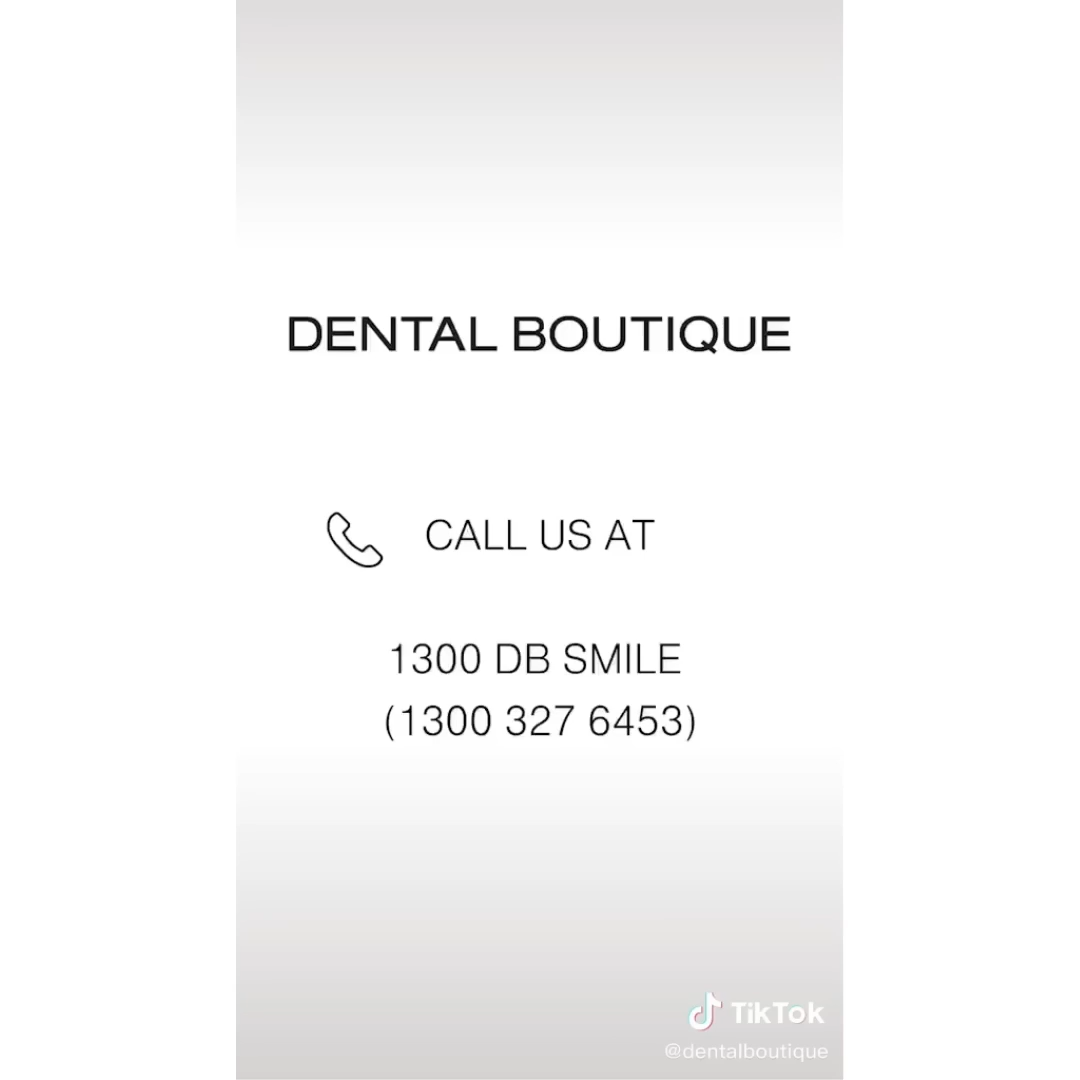 DENTAL BOUTIQUE
CALL US AT
1300 DB SMILE
(1300 327 6453)
TikTok
@dentalboutique